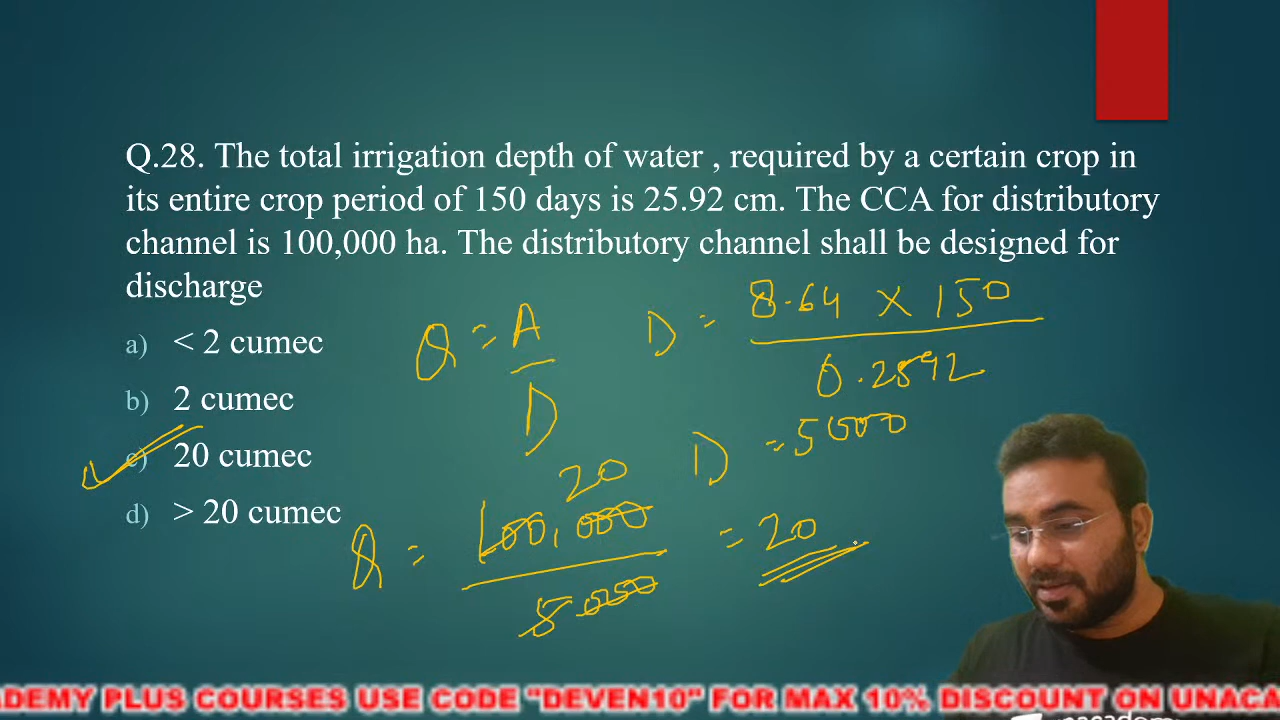 Q.28. The total irrigation depth of water , required by a certain crop in
its entire crop period of 150 days is 25.92 cm. The CCA for distributory
channel is 100,000 ha. The distributory channel shall be designed for
discharge
a) < 2 cumec
b) 2 cumec
c) 20 cumec
d) > 20 cumec
Q = A / D
D = 8.64 × 150 / 0.2592
D = 5000
20
Q = 100,000 / 5000 = 20
ADEMY PLUS COURSES USE CODE "DEVEN10" FOR MAX 10% DISCOUNT ON UNACA